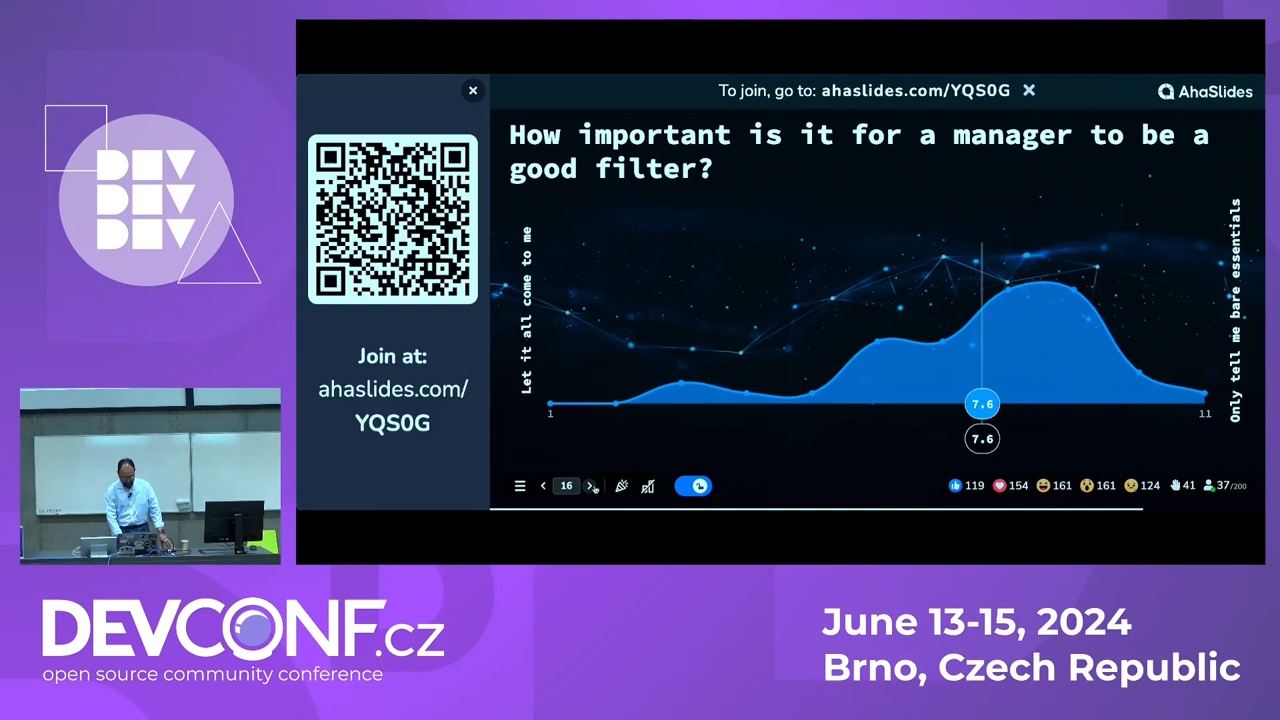 DEV
DEV
DEV
To join, go to: ahaslides.com/YQS0G
AhaSlides
How important is it for a manager to be a
good filter?
Let it all come to me
Only tell me bare essentials
Join at:
ahaslides.com/
YQS0G
1
7.6
11
7.6
16
119
154
161
161
124
41
37/200
DEVCONF.cz
open source community conference
June 13-15, 2024
Brno, Czech Republic